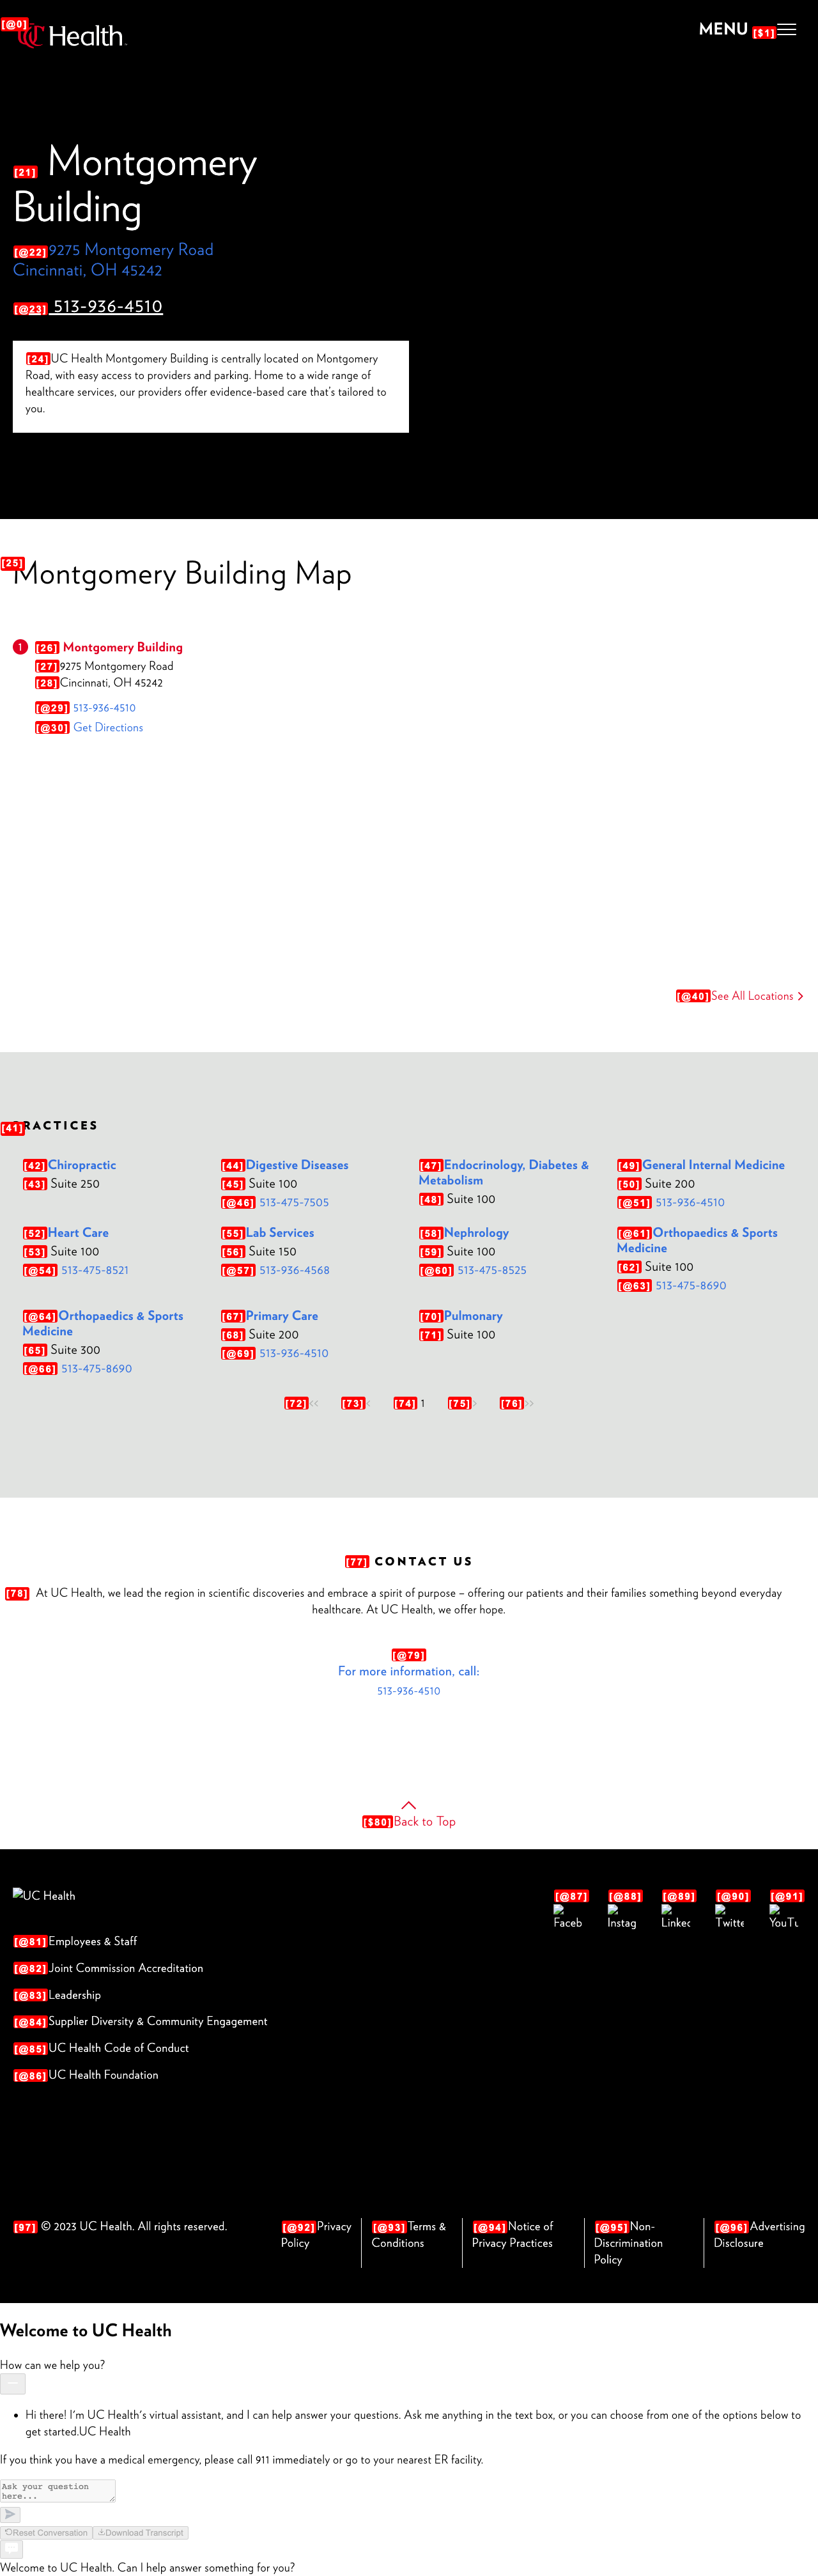 [@0] UC Health
MENU [$1]
[21] Montgomery
Building
[@22]9275 Montgomery Road
Cincinnati, OH 45242
[@23] 513-936-4510
[24]UC Health Montgomery Building is centrally located on Montgomery
Road, with easy access to providers and parking. Home to a wide range of
healthcare services, our providers offer evidence-based care that's tailored to
you.
[25]
Montgomery Building Map
1 [26] Montgomery Building
[27]9275 Montgomery Road
[28]Cincinnati, OH 45242
[@29] 513-936-4510
[@30] Get Directions
[@40]See All Locations
[41] PRACTICES
[42]Chiropractic
[43] Suite 250
[44]Digestive Diseases
[45] Suite 100
[@46] 513-475-7505
[47]Endocrinology, Diabetes &
Metabolism
[48] Suite 100
[49]General Internal Medicine
[50] Suite 200
[@51] 513-936-4510
[52]Heart Care
[53] Suite 100
[@54] 513-475-8521
[55]Lab Services
[56] Suite 150
[@57] 513-936-4568
[58]Nephrology
[59] Suite 100
[@60] 513-475-8525
[@61]Orthopaedics & Sports
Medicine
[62] Suite 100
[@63] 513-475-8690
[@64]Orthopaedics & Sports
Medicine
[65] Suite 300
[@66] 513-475-8690
[67]Primary Care
[68] Suite 200
[@69] 513-936-4510
[70]Pulmonary
[71] Suite 100
[72]<< [73]< [74] 1 [75]> [76]>>
[77] CONTACT US
[78] At UC Health, we lead the region in scientific discoveries and embrace a spirit of purpose – offering our patients and their families something beyond everyday
healthcare. At UC Health, we offer hope.
[@79]
For more information, call:
513-936-4510
[$80]Back to Top
UC Health
[@87] [@88] [@89] [@90] [@91]
Faceb Instag Linked Twitte YouTu
[@81]Employees & Staff
[@82]Joint Commission Accreditation
[@83]Leadership
[@84]Supplier Diversity & Community Engagement
[@85]UC Health Code of Conduct
[@86]UC Health Foundation
[97] © 2023 UC Health. All rights reserved.
[@92]Privacy
Policy
[@93]Terms &
Conditions
[@94]Notice of
Privacy Practices
[@95]Non-
Discrimination
Policy
[@96]Advertising
Disclosure
Welcome to UC Health
How can we help you?
Hi there! I'm UC Health's virtual assistant, and I can help answer your questions. Ask me anything in the text box, or you can choose from one of the options below to
get started.UC Health
If you think you have a medical emergency, please call 911 immediately or go to your nearest ER facility.
Ask your question
here...
Reset Conversation Download Transcript
Welcome to UC Health. Can I help answer something for you?